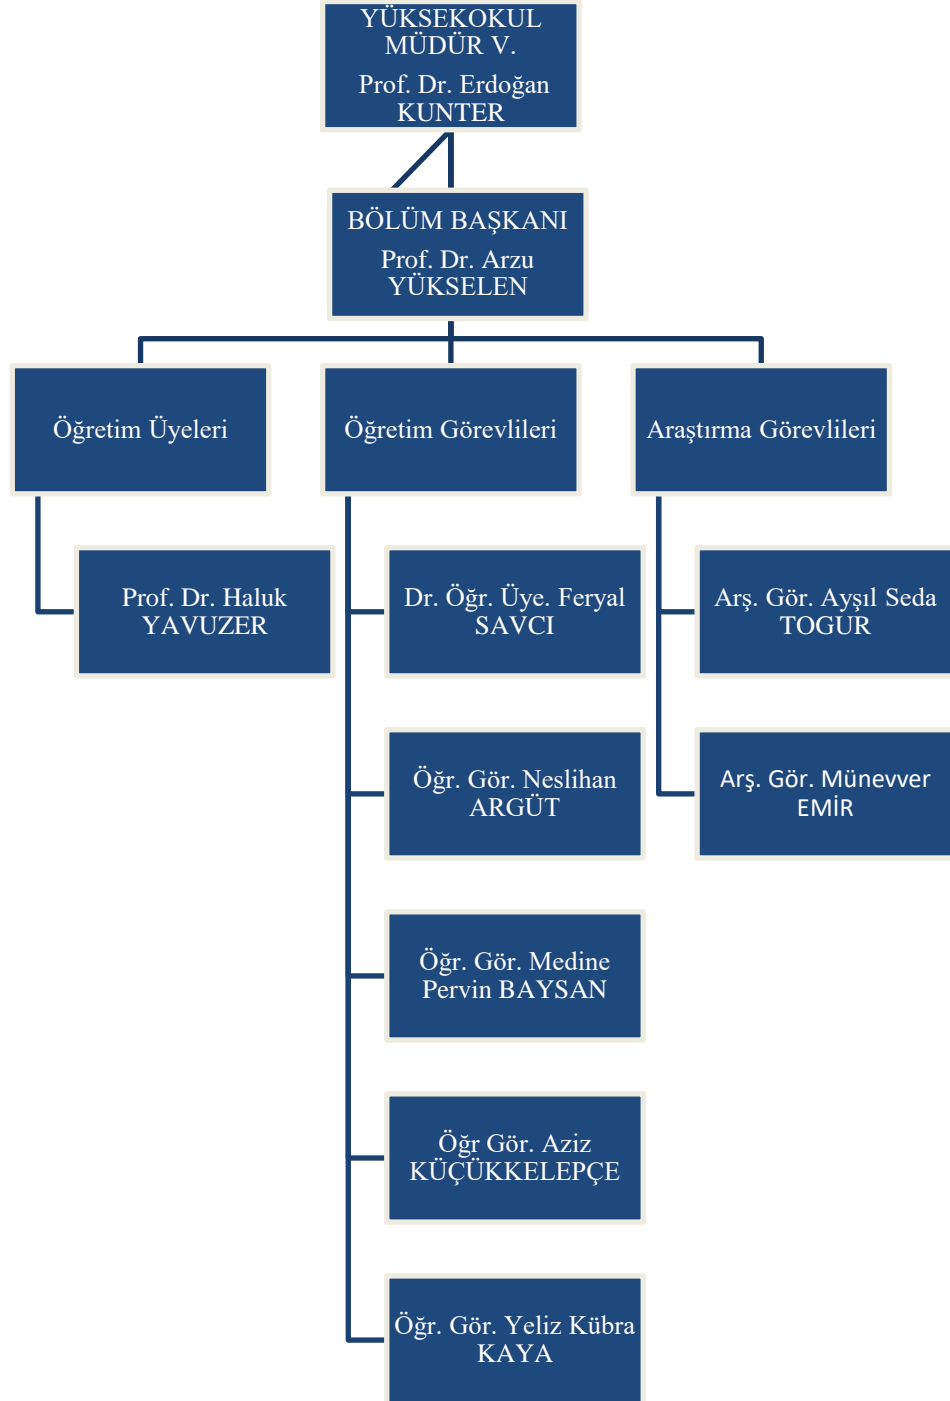 YÜKSEKOKUL
MÜDÜR V.
Prof. Dr. Erdoğan
KUNTER
BÖLÜM BAŞKANI
Prof. Dr. Arzu
YÜKSELEN
Öğretim Üyeleri
Öğretim Görevlileri
Araştırma Görevlileri
Prof. Dr. Haluk
YAVUZER
Dr. Öğr. Üye. Feryal
SAVCI
Arş. Gör. Ayşıl Seda
TOGUR
Öğr. Gör. Neslihan
ARGÜT
Arş. Gör. Münevver
EMİR
Öğr. Gör. Medine
Pervin BAYSAN
Öğr Gör. Aziz
KÜÇÜKKELEPÇE
Öğr. Gör. Yeliz Kübra
KAYA